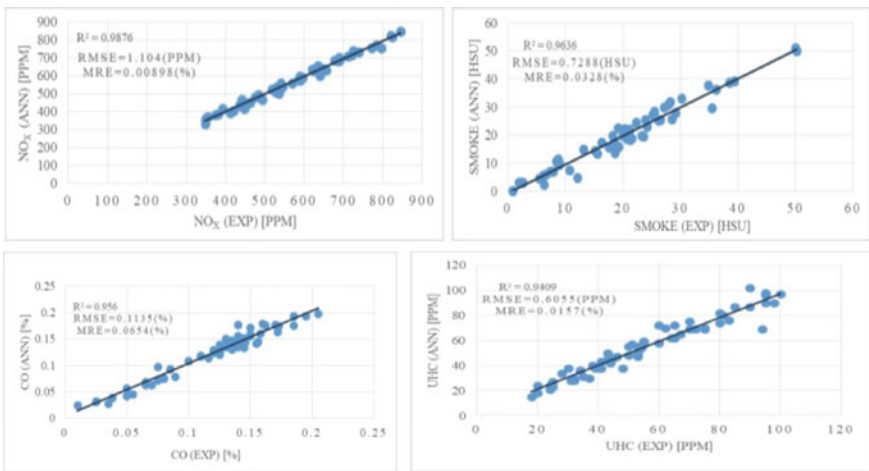 R² = 0.9876
RMSE=1.104(PPM)
MRE=0.00898(%)
NOX (ANN) [PPM]
900
800
700
600
500
400
300
200
100
0
0 100 200 300 400 500 600 700 800 900
NOX (EXP) [PPM]
R² = 0.9636
RMSE=0.7288(HSU)
MRE=0.0328(%)
SMOKE (ANN) [HSU]
60
50
40
30
20
10
0
0 10 20 30 40 50 60
SMOKE (EXP) [HSU]
R² = 0.956
RMSE=0.1135(%)
MRE=0.0654(%)
CO (ANN) [%]
0.25
0.2
0.15
0.1
0.05
0
0 0.05 0.1 0.15 0.2 0.25
CO (EXP) [%]
R² = 0.9409
RMSE=0.6055(PPM)
MRE=0.0157(%)
UHC (ANN) [PPM]
120
100
80
60
40
20
0
0 20 40 60 80 100 120
UHC (EXP) [PPM]